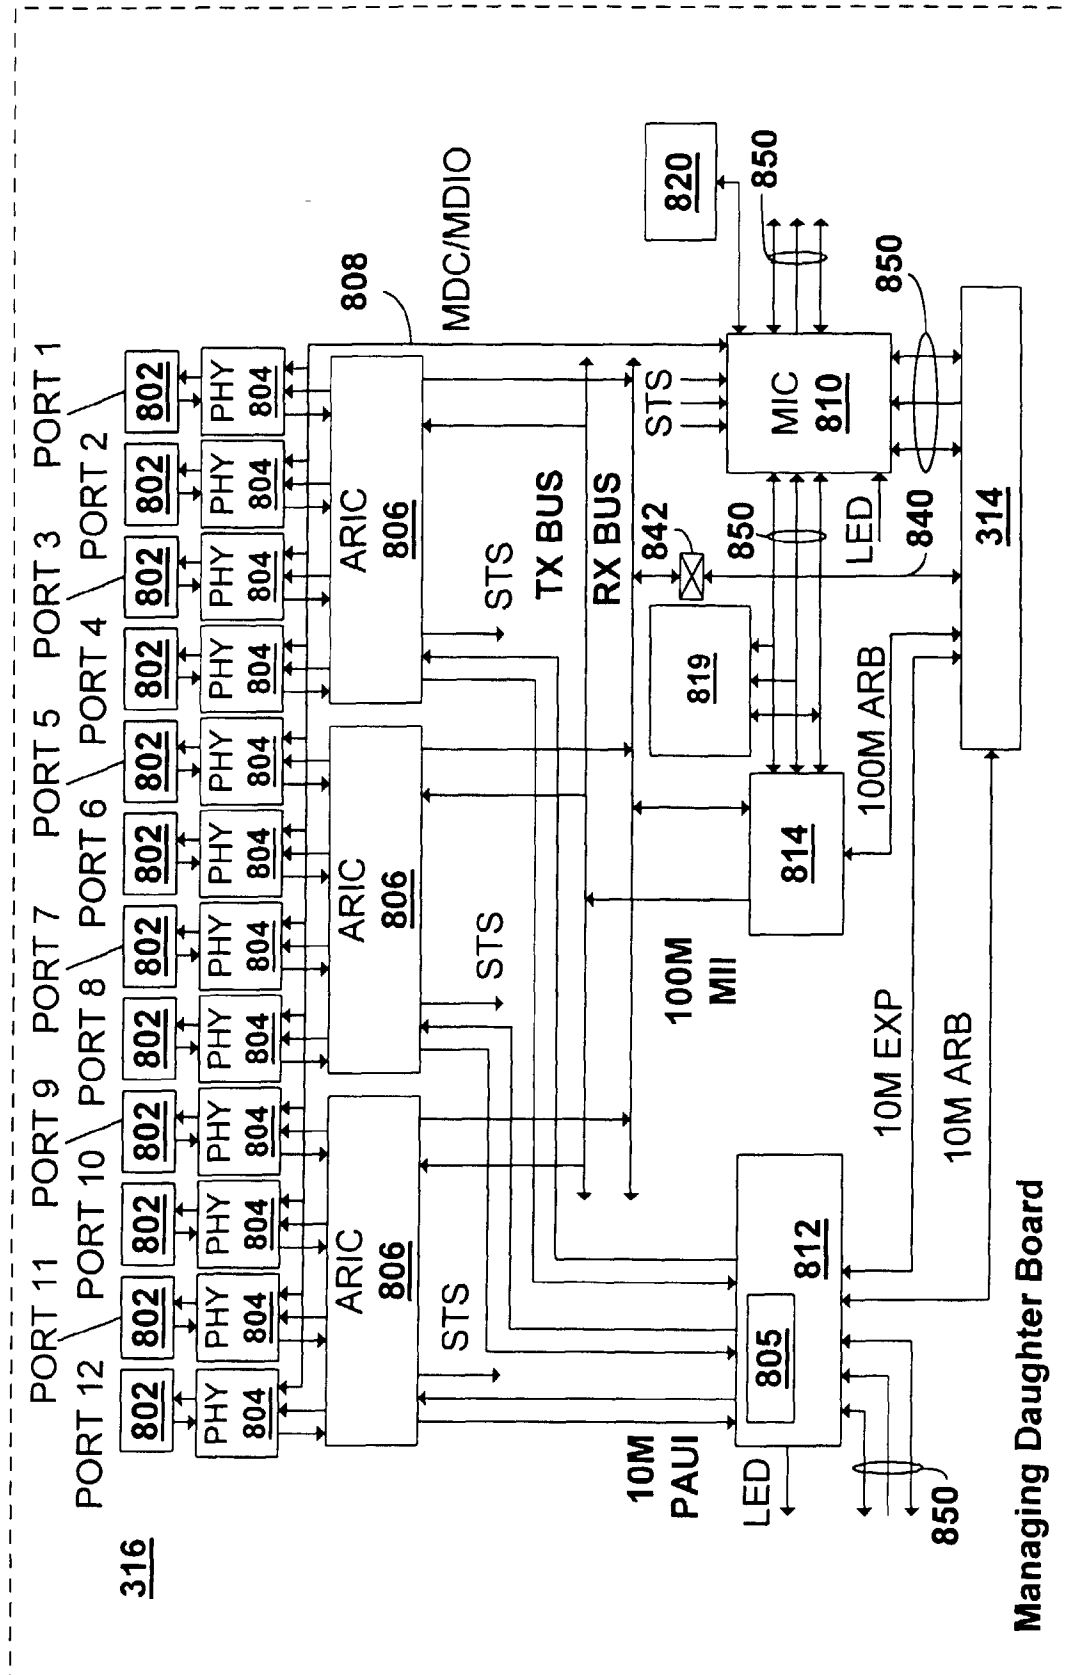 316
PORT 12
PORT 11
PORT 10
PORT 9
PORT 8
PORT 7
PORT 6
PORT 5
PORT 4
PORT 3
PORT 2
PORT 1
802
802
802
802
802
802
802
802
802
802
802
802
PHY
804
PHY
804
PHY
804
PHY
804
PHY
804
PHY
804
PHY
804
PHY
804
PHY
804
PHY
804
PHY
804
PHY
804
808
MDC/MDIO
ARIC
806
ARIC
806
ARIC
806
STS
STS
STS
TX BUS
RX BUS
STS
820
850
10M
PAUI
100M
MII
842
819
850
MIC
810
LED
LED
805
812
814
850
840
850
10M EXP
100M ARB
10M ARB
314
Managing Daughter Board